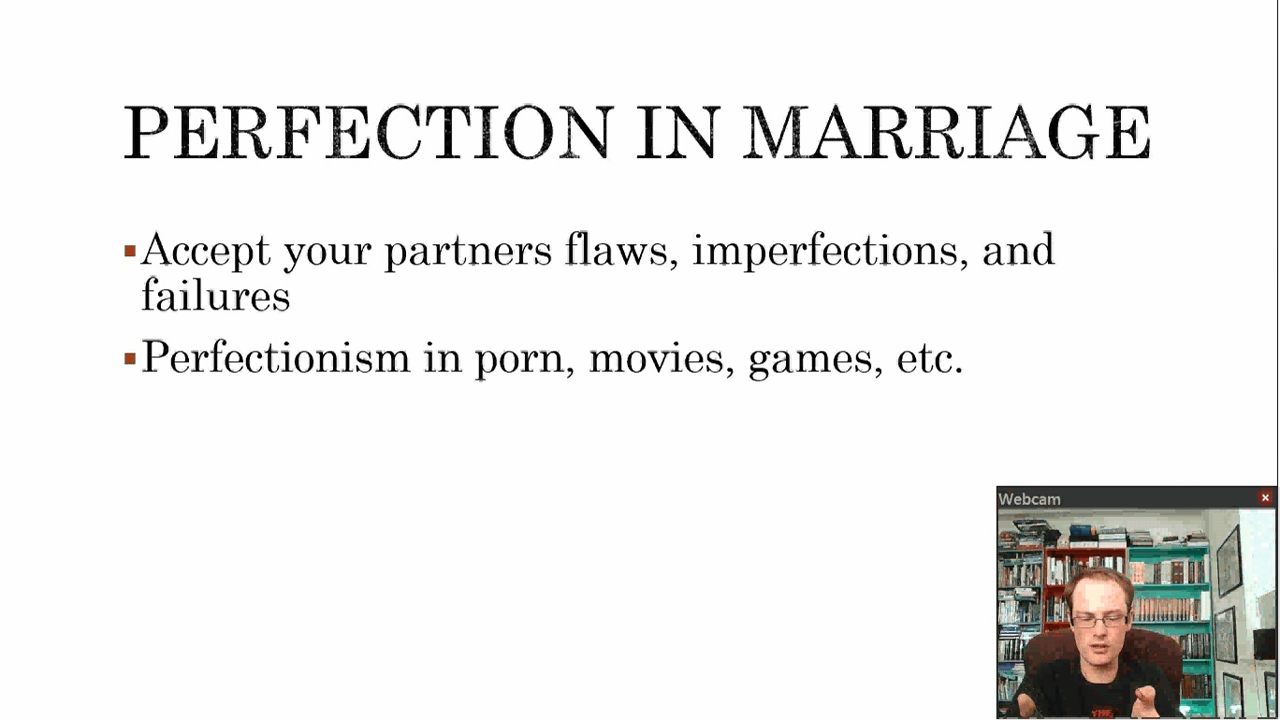 PERFECTION IN MARRIAGE
▪Accept your partners flaws, imperfections, and
failures
▪Perfectionism in porn, movies, games, etc.
Webcam